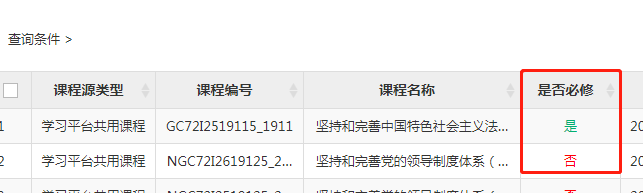 查询条件 >
课程源类型 课程编号 课程名称 是否必修
1 学习平台共用课程 GC72I2519115_1911 坚持和完善中国特色社会主义法... 是 20
2 学习平台共用课程 NGC72I2619125_2... 坚持和完善党的领导制度体系（... 否 20